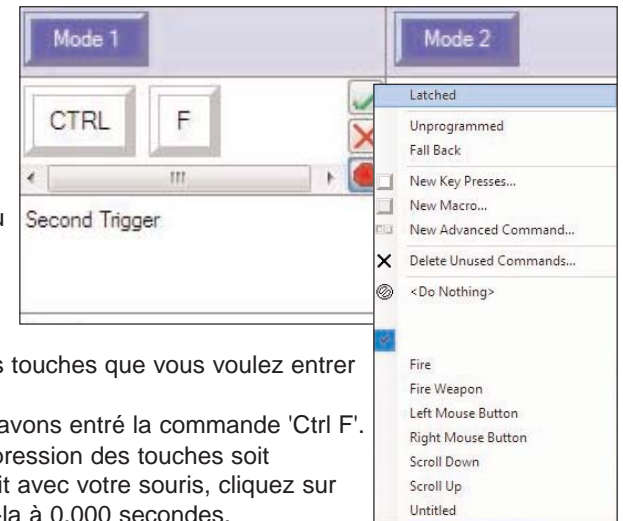 Mode 1
Mode 2
CTRL
F
Second Trigger
Latched
Unprogrammed
Fall Back
New Key Presses...
New Macro...
New Advanced Command...
Delete Unused Commands...
<Do Nothing>
Fire
Fire Weapon
Left Mouse Button
Right Mouse Button
Scroll Down
Scroll Up
Untitled
u
s touches que vous voulez entrer
avons entré la commande 'Ctrl F'.
pression des touches soit
it avec votre souris, cliquez sur
-la à 0.000 secondes.